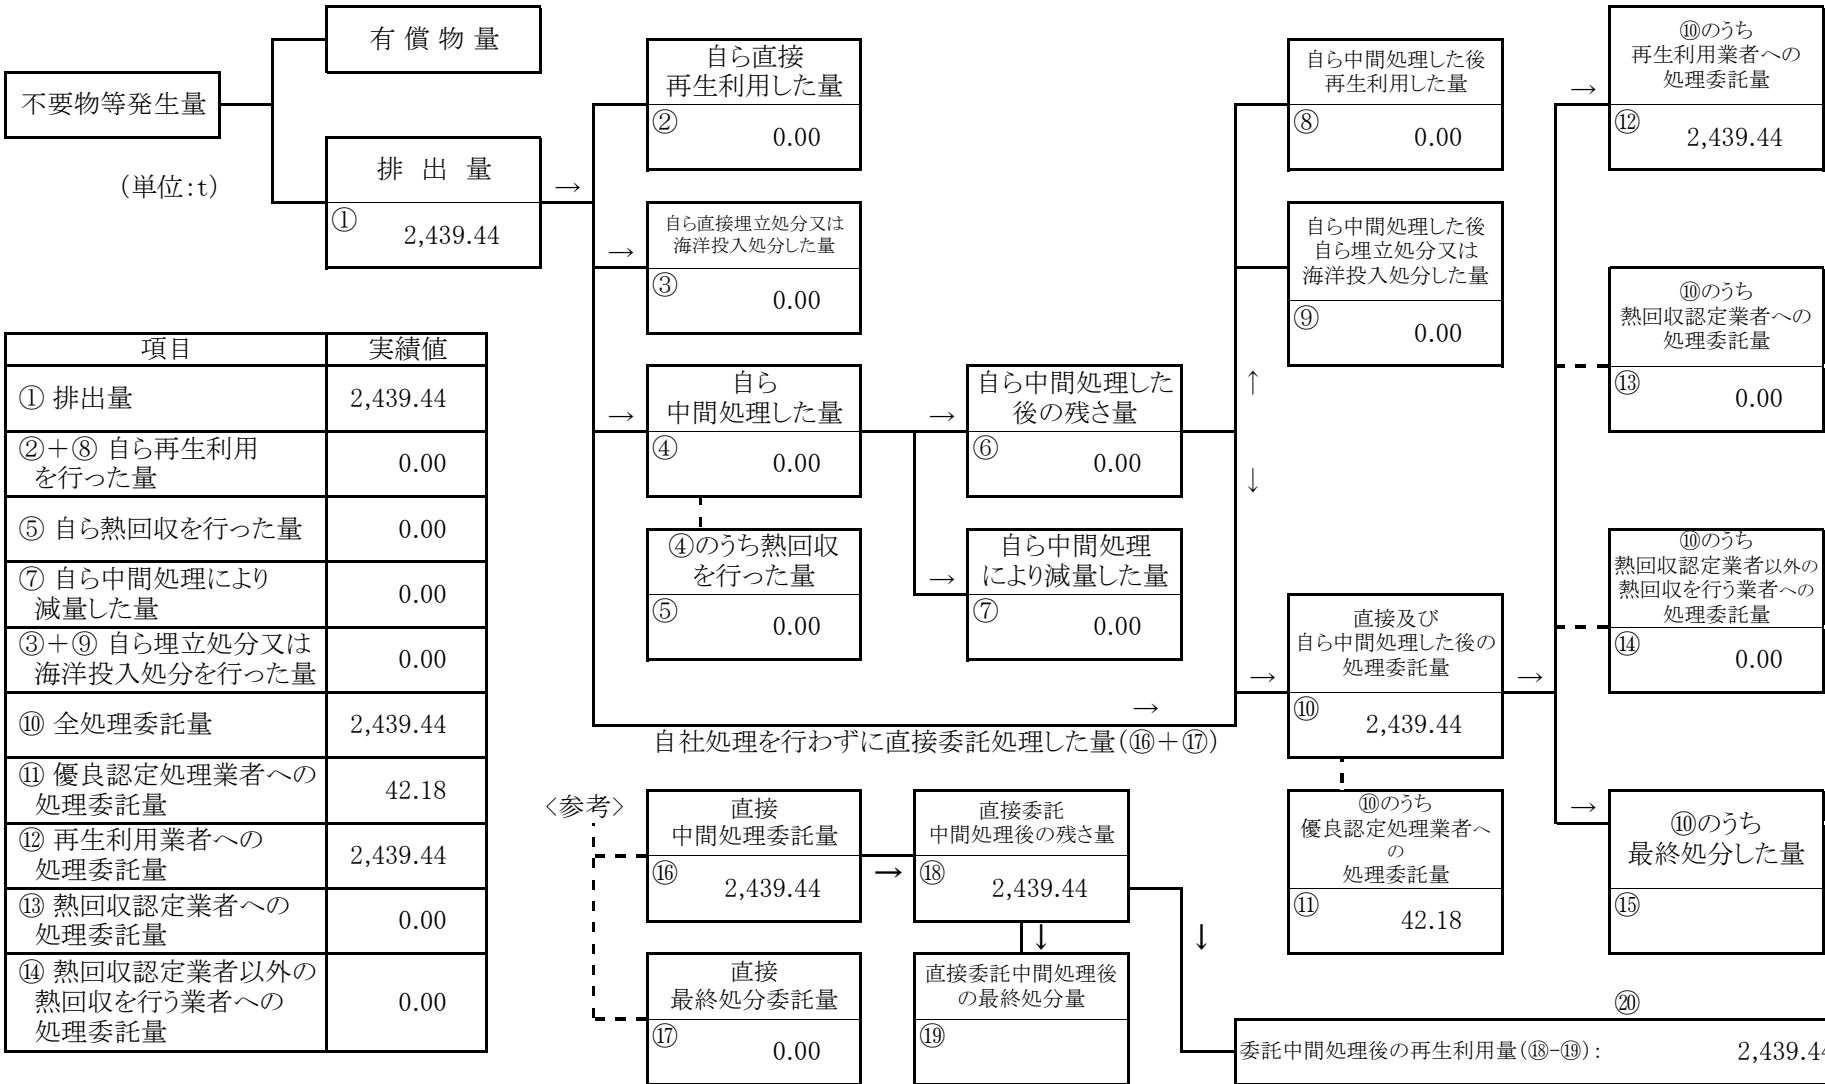 有 償 物 量
不要物等発生量
(単位:t)
排 出 量
→
① 2,439.44
自ら直接
再生利用した量
② 0.00
→
自ら直接埋立処分又は
海洋投入処分した量
③ 0.00
→
自ら
中間処理した量
④ 0.00
④のうち熱回収
を行った量
⑤ 0.00
→
自ら中間処理した
後の残さ量
⑥ 0.00
→
自ら中間処理
により減量した量
⑦ 0.00
自ら中間処理した後
再生利用した量
⑧ 0.00
自ら中間処理した後
自ら埋立処分又は
海洋投入処分した量
⑨ 0.00
↑
↓
→
直接及び
自ら中間処理した後の
処理委託量
⑩ 2,439.44
→
⑩のうち
優良認定処理業者へ
の
処理委託量
⑪ 42.18
→
⑩のうち
再生利用業者への
処理委託量
⑫ 2,439.44
⑩のうち
熱回収認定業者への
処理委託量
⑬ 0.00
⑩のうち
熱回収認定業者以外の
熱回収を行う業者への
処理委託量
⑭ 0.00
→
⑩のうち
最終処分した量
⑮
→
自社処理を行わずに直接委託処理した量(⑯+⑰)
<参考>
直接
中間処理委託量
⑯ 2,439.44
→
直接委託
中間処理後の残さ量
⑱ 2,439.44
↓
↓
直接
最終処分委託量
⑰ 0.00
直接委託中間処理後
の最終処分量
⑲
⑳
委託中間処理後の再生利用量(⑱-⑲): 2,439.44
項目 実績値
① 排出量 2,439.44
②+⑧ 自ら再生利用
を行った量 0.00
⑤ 自ら熱回収を行った量 0.00
⑦ 自ら中間処理により
減量した量 0.00
③+⑨ 自ら埋立処分又は
海洋投入処分を行った量 0.00
⑩ 全処理委託量 2,439.44
⑪ 優良認定処理業者への
処理委託量 42.18
⑫ 再生利用業者への
処理委託量 2,439.44
⑬ 熱回収認定業者への
処理委託量 0.00
⑭ 熱回収認定業者以外の
熱回収を行う業者への
処理委託量 0.00